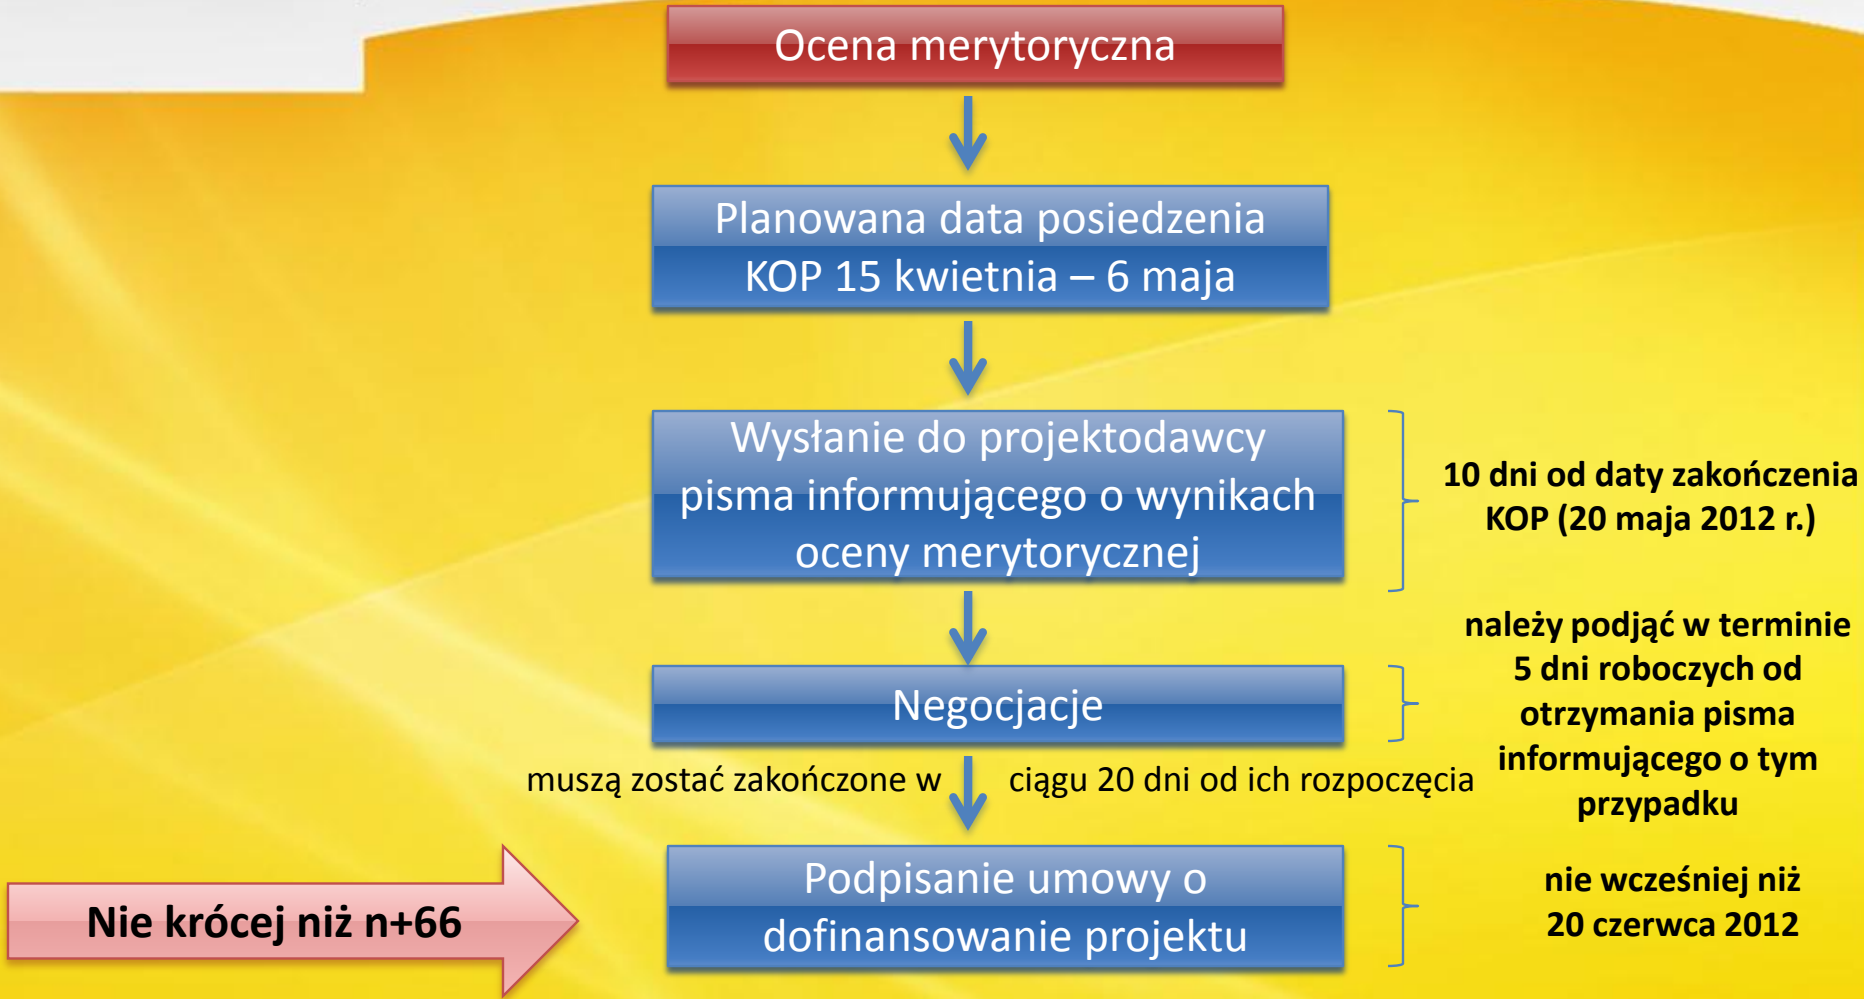 Ocena merytoryczna
Planowana data posiedzenia
KOP 15 kwietnia – 6 maja
Wysłanie do projektodawcy
pisma informującego o wynikach
oceny merytorycznej
10 dni od daty zakończenia
KOP (20 maja 2012 r.)
Negocjacje
należy podjąć w terminie
5 dni roboczych od
otrzymania pisma
informującego o tym
przypadku
muszą zostać zakończone w ciągu 20 dni od ich rozpoczęcia
Nie krócej niż n+66
Podpisanie umowy o
dofinansowanie projektu
nie wcześniej niż
20 czerwca 2012